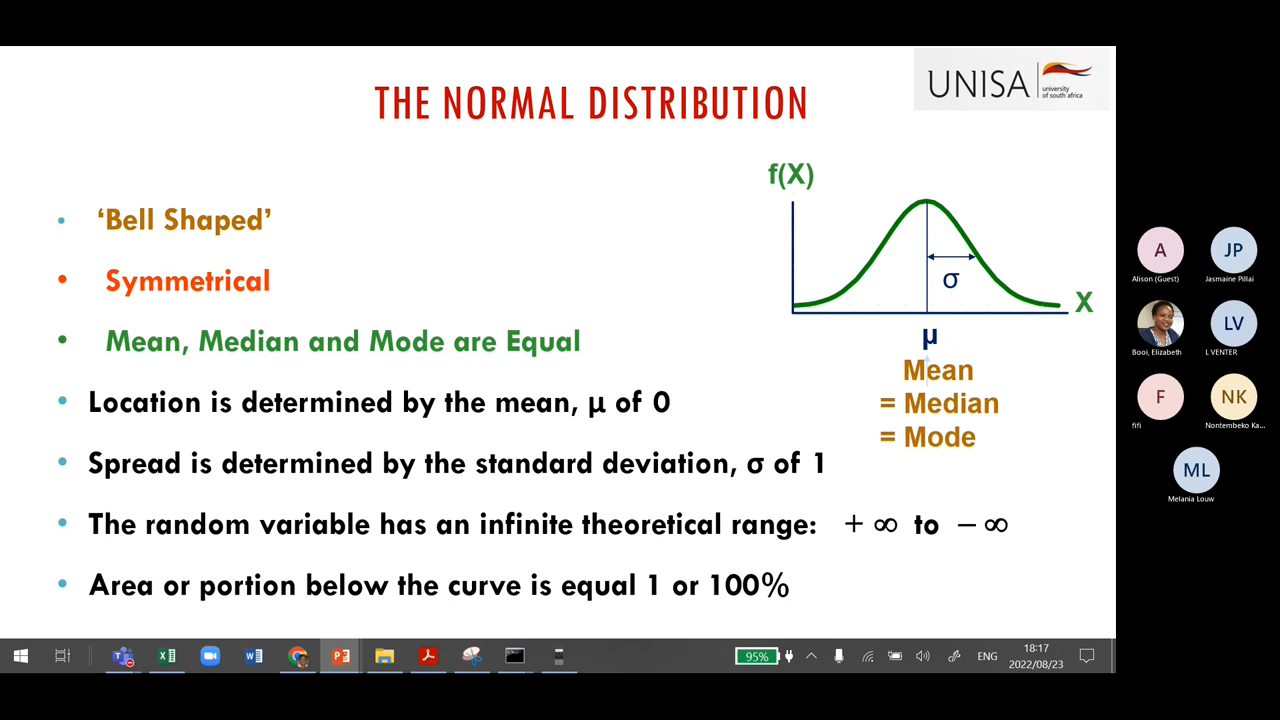 THE NORMAL DISTRIBUTION
UNISA
university
of south africa
• ‘Bell Shaped’
• Symmetrical
• Mean, Median and Mode are Equal
• Location is determined by the mean, μ of 0
• Spread is determined by the standard deviation, σ of 1
• The random variable has an infinite theoretical range: + ∞ to − ∞
• Area or portion below the curve is equal 1 or 100%
f(X)
σ
X
μ
Mean
= Median
= Mode
A
Alison (Guest)
JP
Jasmaine Pillai
Booi, Elizabeth
LV
L VENTER
F
fifi
NK
Nontembeko Ka...
ML
Melania Louw
95%
ENG
18:17
2022/08/23